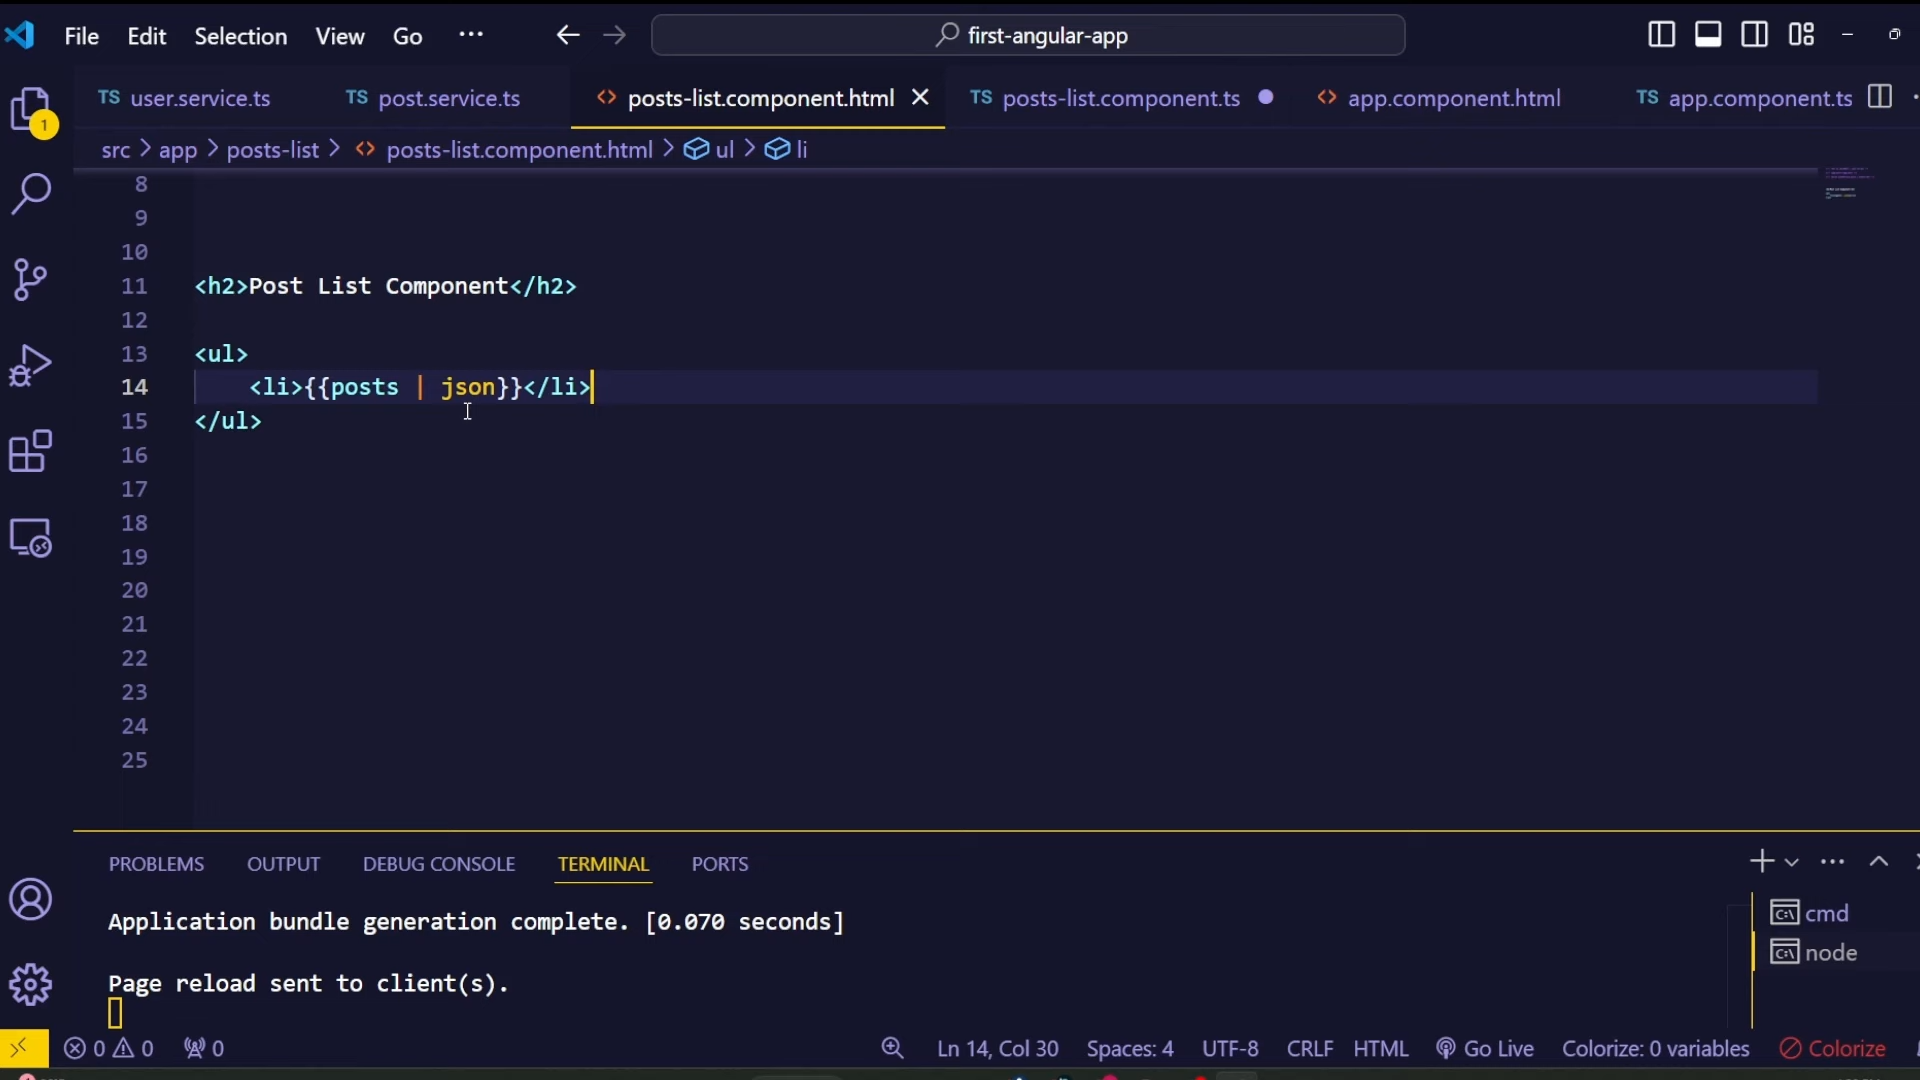 File Edit Selection View Go ··· first-angular-app
TS user.service.ts TS post.service.ts <> posts-list.component.html TS posts-list.component.ts <> app.component.html TS app.component.ts
src > app > posts-list > <> posts-list.component.html > ul > li
1
8
9
10
11 <h2>Post List Component</h2>
12
13 <ul>
14 <li>{{posts | json}}</li>
15 </ul>
16
17
18
19
20
21
22
23
24
25
PROBLEMS OUTPUT DEBUG CONSOLE TERMINAL PORTS
Application bundle generation complete. [0.070 seconds]
Page reload sent to client(s).
cmd
node
0 0 0 Ln 14, Col 30 Spaces: 4 UTF-8 CRLF HTML Go Live Colorize: 0 variables Colorize